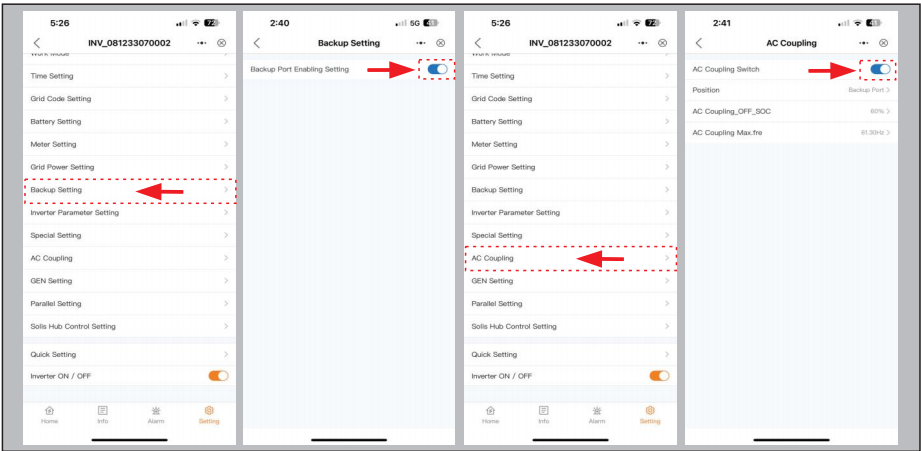 5:26
72
INV_081233070002
Work Mode
Time Setting
Grid Code Setting
Battery Setting
Meter Setting
Grid Power Setting
Backup Setting
Inverter Parameter Setting
Special Setting
AC Coupling
GEN Setting
Parallel Setting
Solis Hub Control Setting
Quick Setting
Inverter ON / OFF
Home Info Alarm Setting
2:40
5G
Backup Setting
Backup Port Enabling Setting
5:26
72
INV_081233070002
Work Mode
Time Setting
Grid Code Setting
Battery Setting
Meter Setting
Grid Power Setting
Backup Setting
Inverter Parameter Setting
Special Setting
AC Coupling
GEN Setting
Parallel Setting
Solis Hub Control Setting
Quick Setting
Inverter ON / OFF
Home Info Alarm Setting
2:41
AC Coupling
AC Coupling Switch
Position Backup Port
AC Coupling_OFF_SOC 60%
AC Coupling Max.fre 61.30Hz